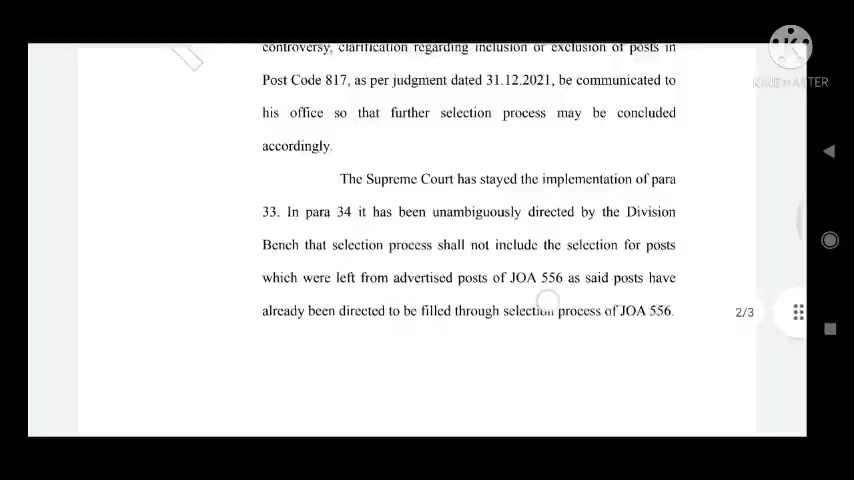 controversy, clarification regarding inclusion or exclusion of posts in
Post Code 817, as per judgment dated 31.12.2021, be communicated to
his office so that further selection process may be concluded
accordingly.
The Supreme Court has stayed the implementation of para
33. In para 34 it has been unambiguously directed by the Division
Bench that selection process shall not include the selection for posts
which were left from advertised posts of JOA 556 as said posts have
already been directed to be filled through selection process of JOA 556.
2/3
KINEMASTER